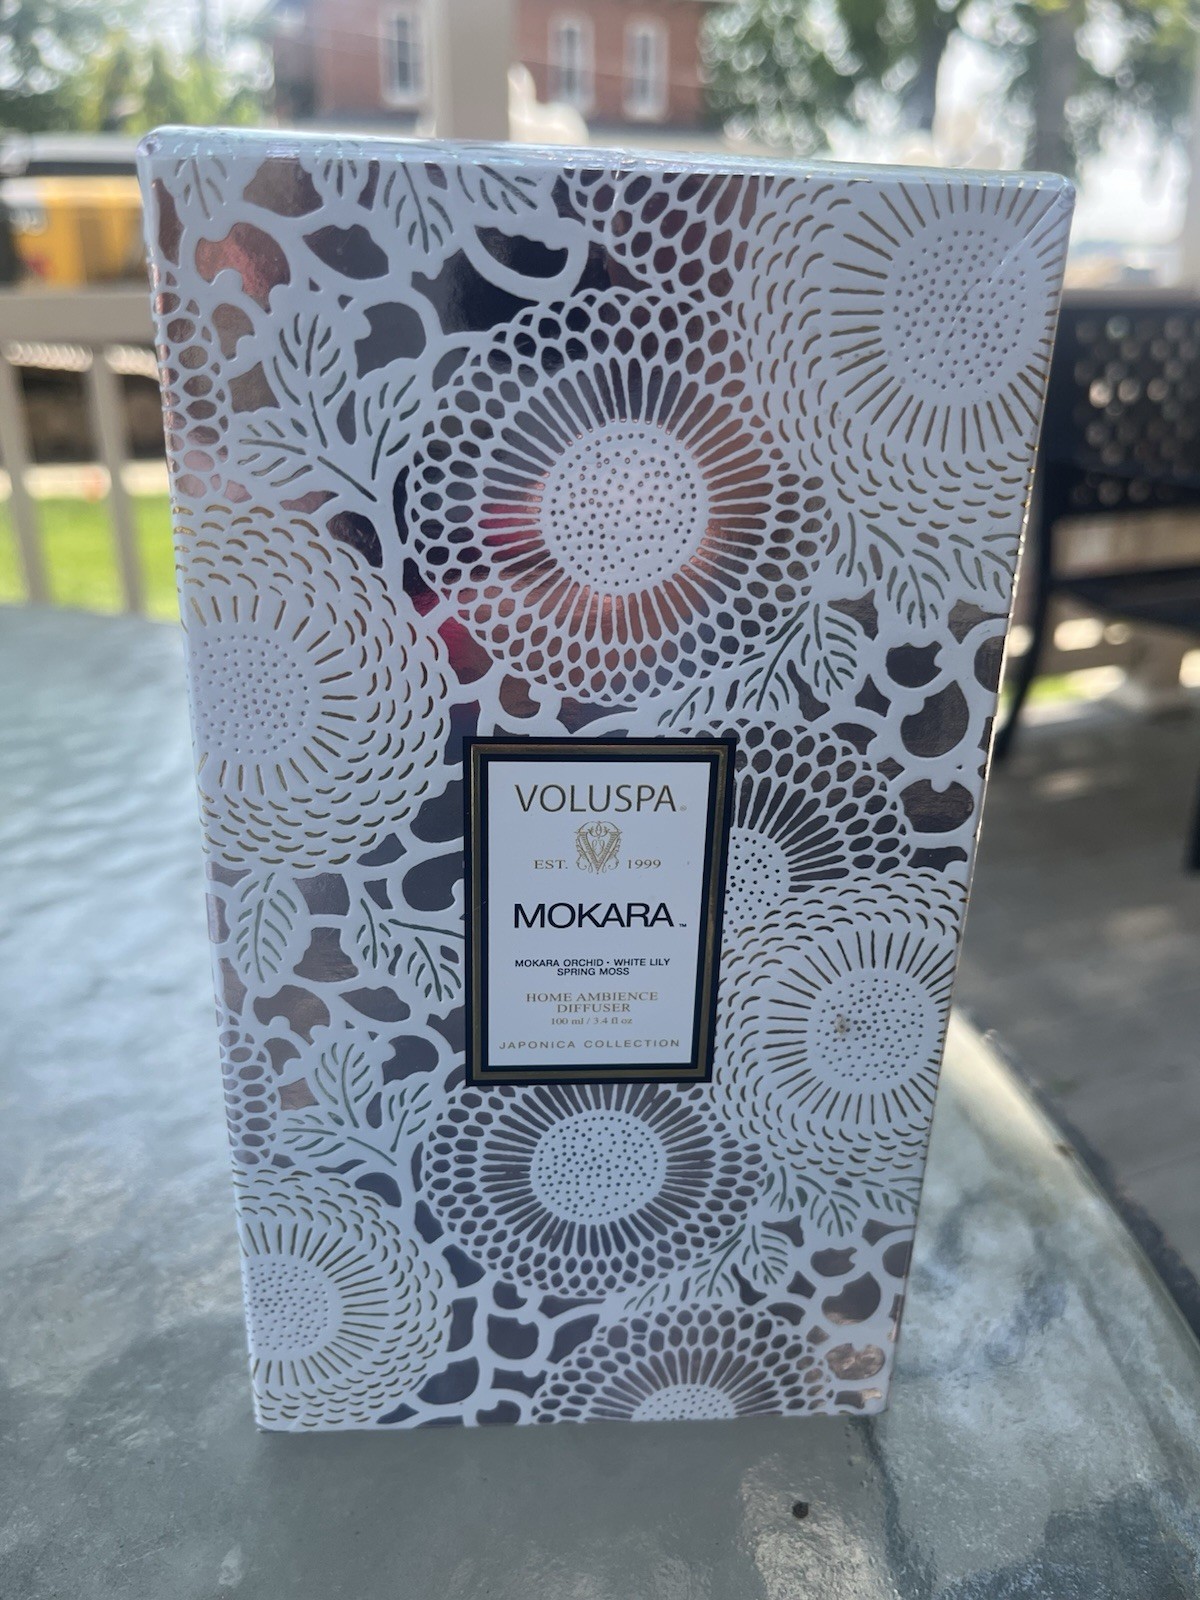 VOLUSPA®
EST. 1999
MOKARA™
MOKARA ORCHID • WHITE LILY
SPRING MOSS
HOME AMBIENCE
DIFFUSER
100 ml / 3.4 fl oz
JAPONICA COLLECTION